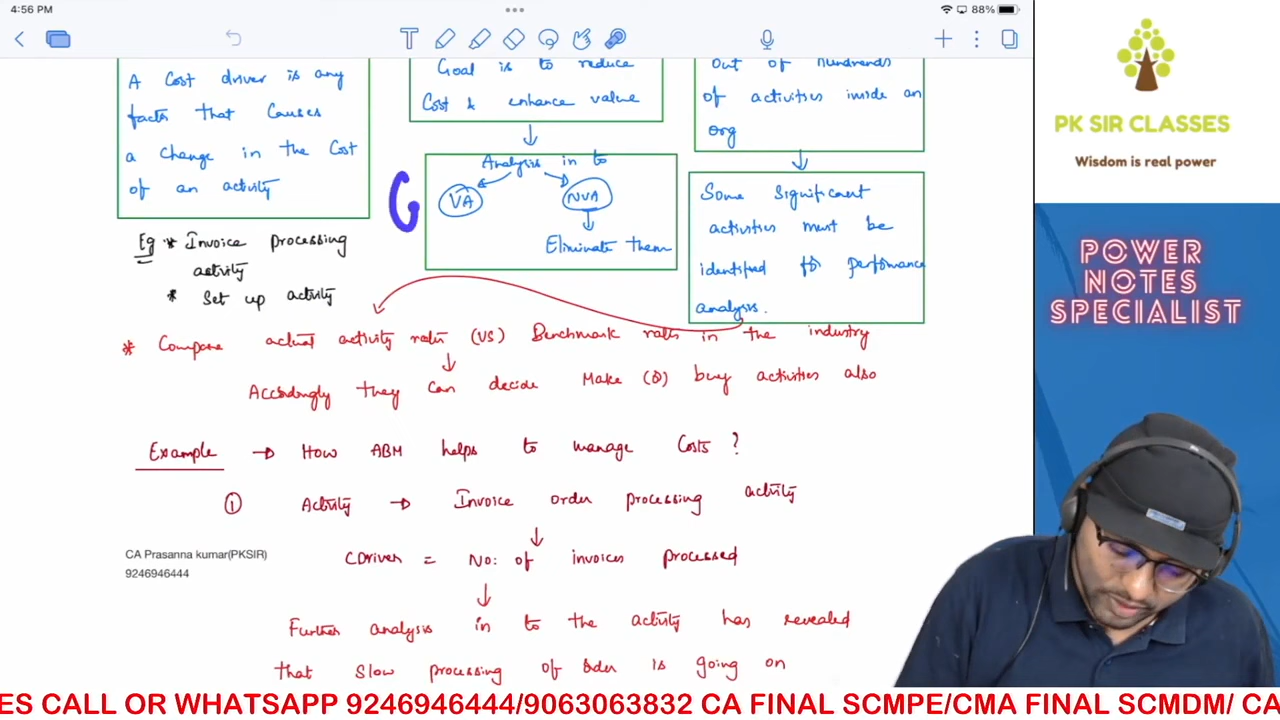 4:56 PM
88%
A Cost driver is any
factor that Causes
a change in the Cost
of an activity
Goal is to reduce
Cost & enhance value
Analysis in to
VA
NVA
Eliminate them
Out of hundreds
of activities inside an
org
Some significant
activities must be
identified for performance
analysis.
Eg * Invoice processing
activity
* Set up activity
* Compare actual activity rates (VS) Benchmark rates in the industry
Accordingly they can decide Make (or) buy activities also
Example → How ABM helps to manage Costs ?
① Activity → Invoice order processing activity
CDriver = No: of invoices processed
Further analysis in to the activity has revealed
that slow processing of order is going on
CA Prasanna kumar(PKSIR)
9246946444
PK SIR CLASSES
Wisdom is real power
POWER
NOTES
SPECIALIST
ES CALL OR WHATSAPP 9246946444/9063063832 CA FINAL SCMPE/CMA FINAL SCMDM/ CA